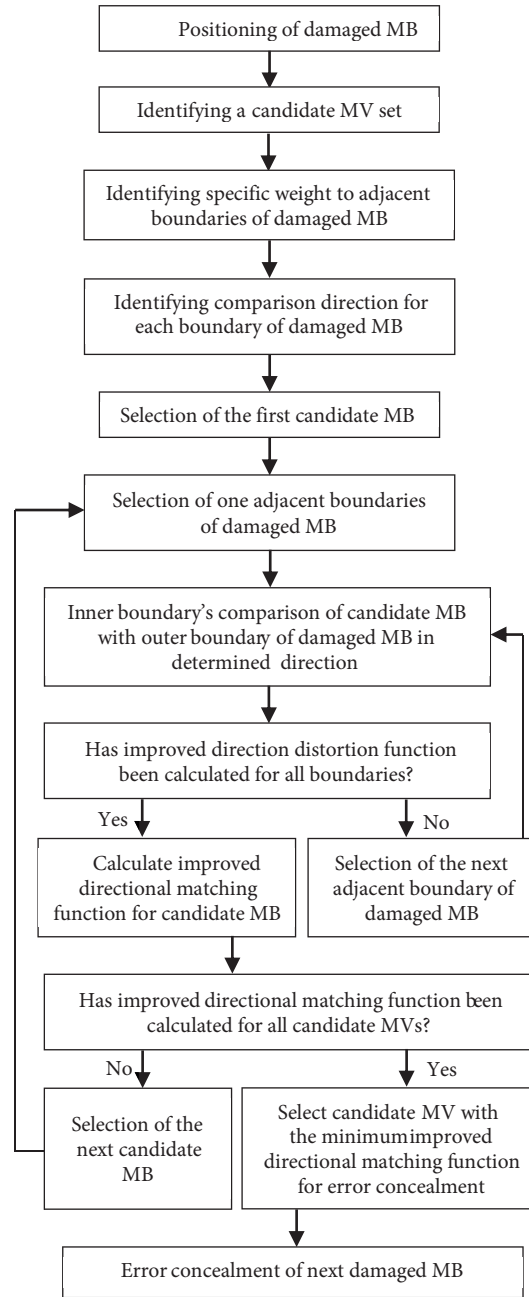 Positioning of damaged MB
Identifying a candidate MV set
Identifying specific weight to adjacent
boundaries of damaged MB
Identifying comparison direction for
each boundary of damaged MB
Selection of the first candidate MB
Selection of one adjacent boundaries
of damaged MB
Inner boundary's comparison of candidate MB
with outer boundary of damaged MB in
determined direction
Has improved direction distortion function
been calculated for all boundaries?
Yes
No
Calculate improved
directional matching
function for candidate MB
Selection of the next
adjacent boundary of
damaged MB
Has improved directional matching function been
calculated for all candidate MVs?
No
Yes
Selection of the
next candidate
MB
Select candidate MV with
the minimum improved
directional matching function
for error concealment
Error concealment of next damaged MB